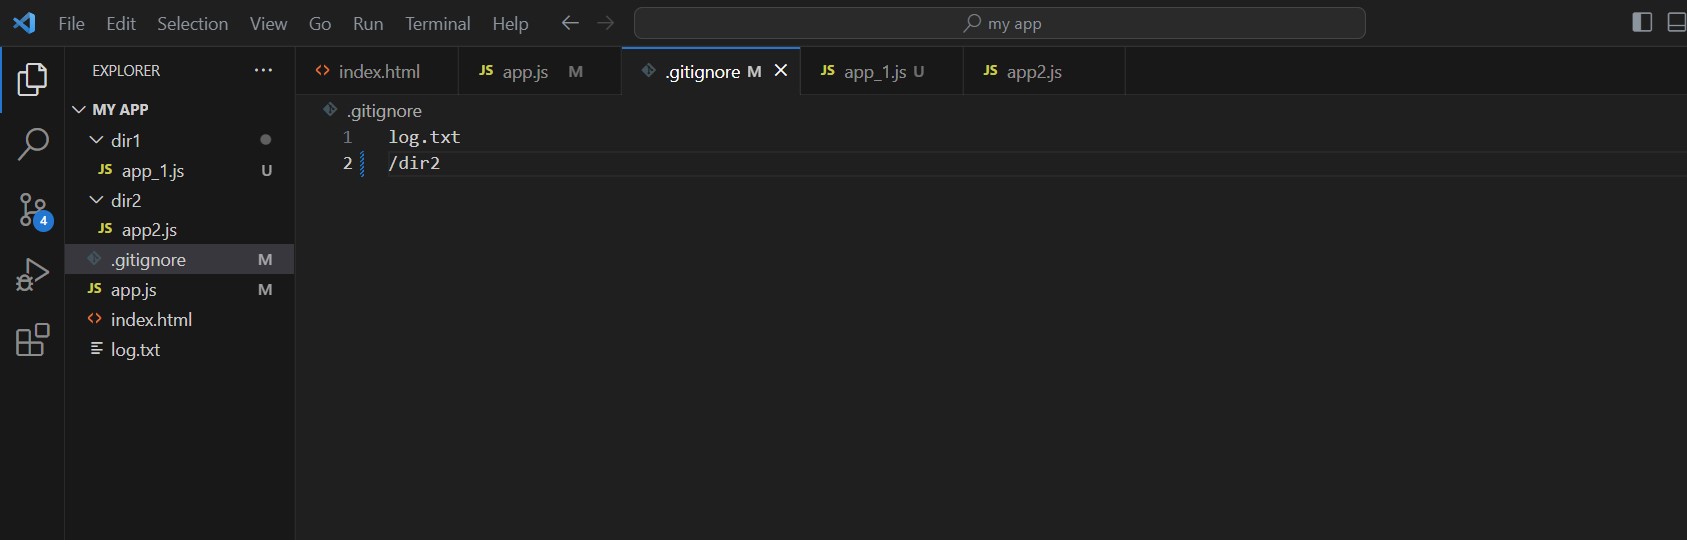 File Edit Selection View Go Run Terminal Help my app
EXPLORER ...
index.html
JS app.js M
.gitignore M
JS app_1.js U
JS app2.js
MY APP
dir1
JS app_1.js U
dir2
JS app2.js
.gitignore M
JS app.js M
index.html
log.txt
4
.gitignore
1 log.txt
2 /dir2